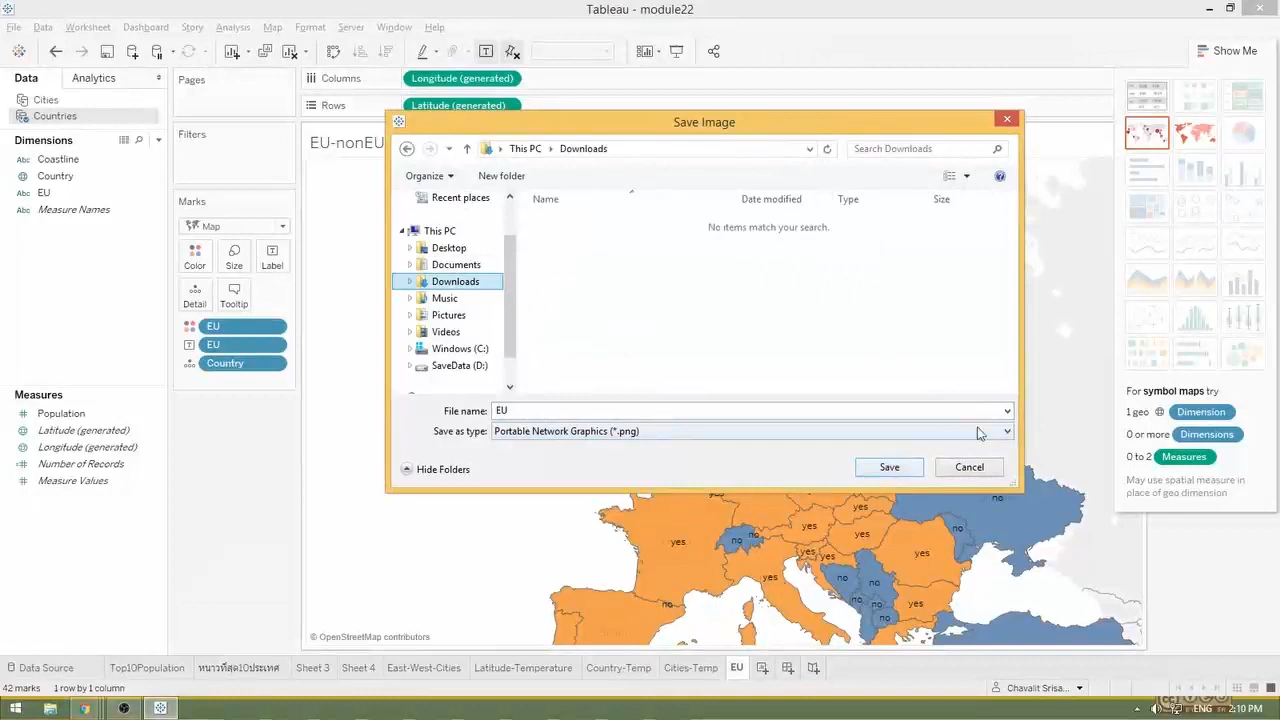 Tableau - module22
File Data Worksheet Dashboard Story Analysis Map Format Server Window Help
Show Me
Data Analytics
Pages
Columns Longitude (generated)
Rows Latitude (generated)
Cities
Countries
Dimensions
Coastline
Country
EU
Measure Names
Filters
EU-nonEU
Marks
Map
Color Size Label
Detail Tooltip
EU
EU
Country
Measures
Population
Latitude (generated)
Longitude (generated)
Number of Records
Measure Values
Save Image
This PC Downloads
Search Downloads
Organize New folder
Recent places
This PC
Desktop
Documents
Downloads
Music
Pictures
Videos
Windows (C:)
SaveData (D:)
Name Date modified Type Size
No items match your search.
File name: EU
Save as type: Portable Network Graphics (*.png)
Hide Folders
Save Cancel
For symbol maps try
1 geo Dimension
0 or more Dimensions
0 to 2 Measures
May use spatial measure in
place of geo dimension
yes yes no
yes
no
yes no no yes yes no yes
yes yes
yes no no
no no no yes
no
© OpenStreetMap contributors
Data Source Top10Population หนาวที่สุด10ประเทศ Sheet 3 Sheet 4 East-West-Cities Latitude-Temperature Country-Temp Cities-Temp EU
42 marks 1 row by 1 column
Chavalit Srisa...
ENG 2:10 PM